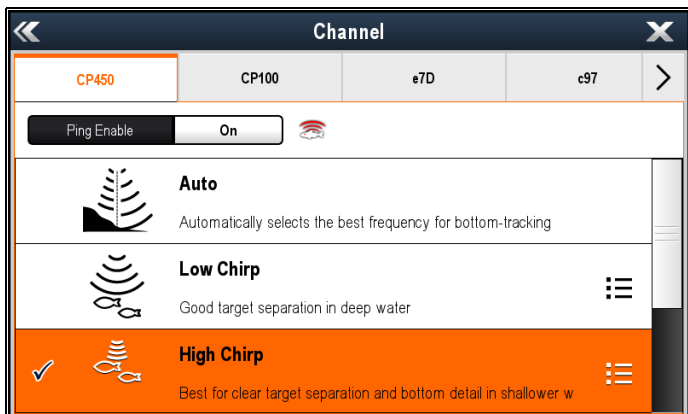 Channel
CP450 CP100 e7D c97
Ping Enable On
Auto
Automatically selects the best frequency for bottom-tracking
Low Chirp
Good target separation in deep water
High Chirp
Best for clear target separation and bottom detail in shallower w